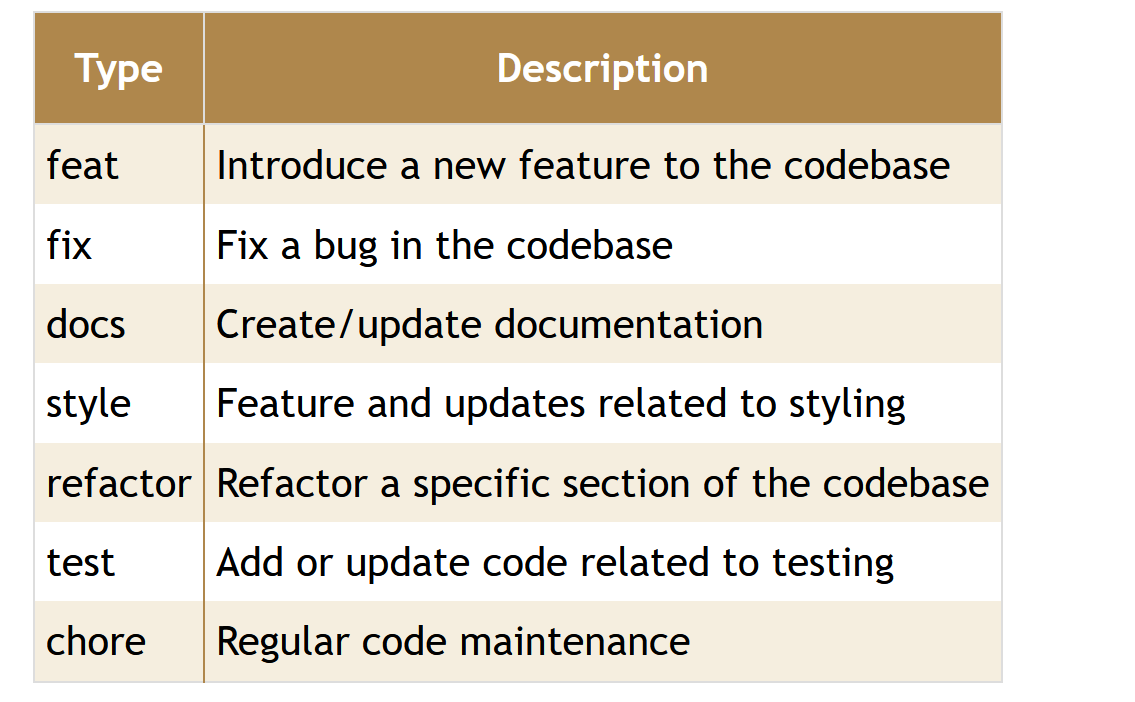 Type Description
feat Introduce a new feature to the codebase
fix Fix a bug in the codebase
docs Create/update documentation
style Feature and updates related to styling
refactor Refactor a specific section of the codebase
test Add or update code related to testing
chore Regular code maintenance